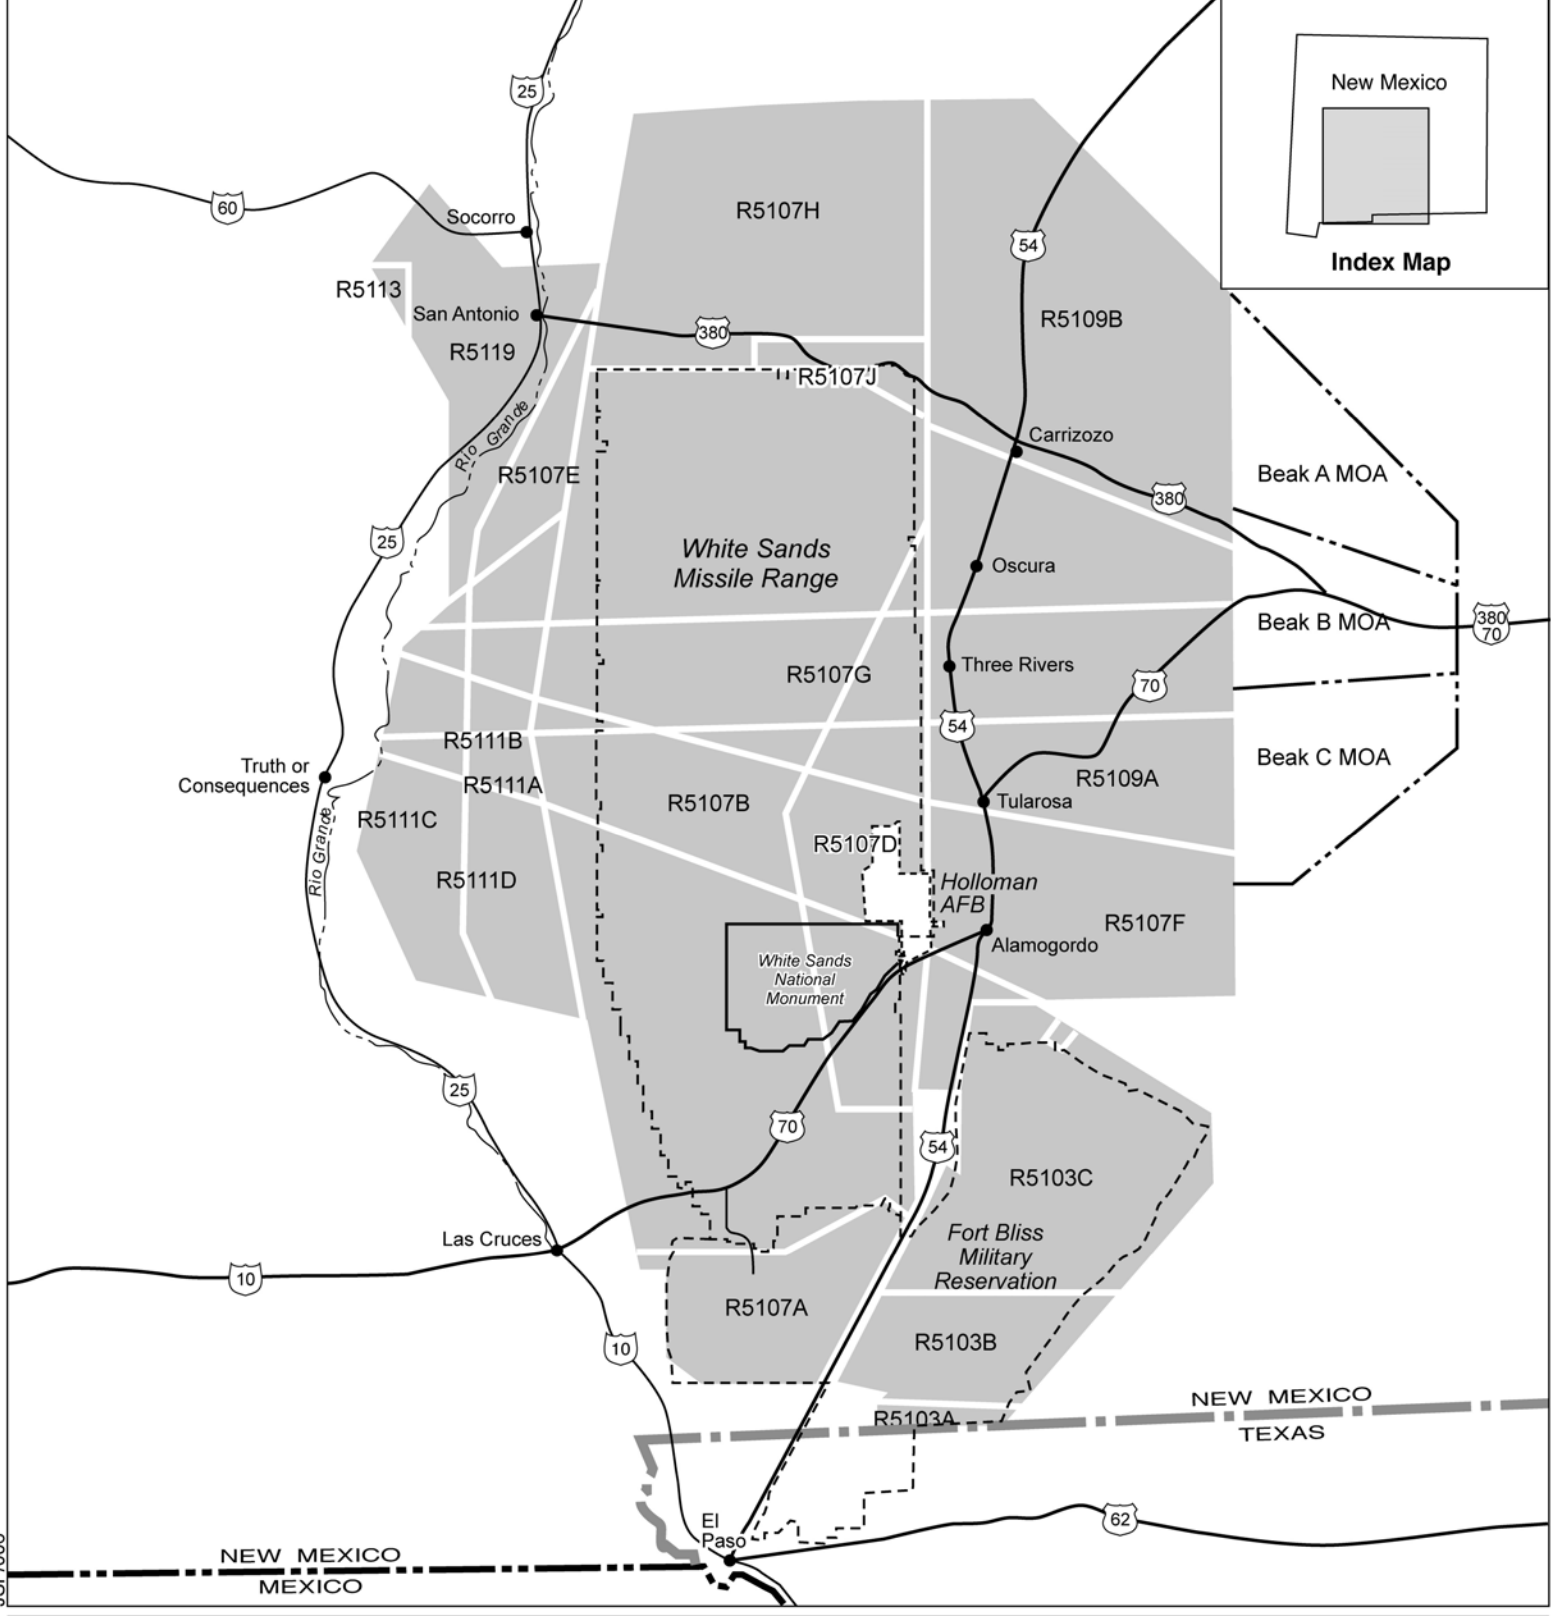 25
New Mexico
60
Socorro
R5107H
54
Index Map
R5113
San Antonio
380
R5109B
R5119
R5107J
Rio Grande
Carrizozo
R5107E
Beak A MOA
380
25
White Sands
Missile Range
Oscura
Beak B MOA
380
70
R5107G
Three Rivers
70
54
R5111B
Truth or
Consequences
R5111A
R5109A
Beak C MOA
R5107B
Tularosa
R5111C
R5107D
Rio Grande
R5111D
Holloman
AFB
R5107F
Alamogordo
White Sands
National
Monument
25
70
54
R5103C
Las Cruces
Fort Bliss
Military
Reservation
10
R5107A
10
R5103B
NEW MEXICO
R5103A
TEXAS
El
Paso
62
NEW MEXICO
MEXICO